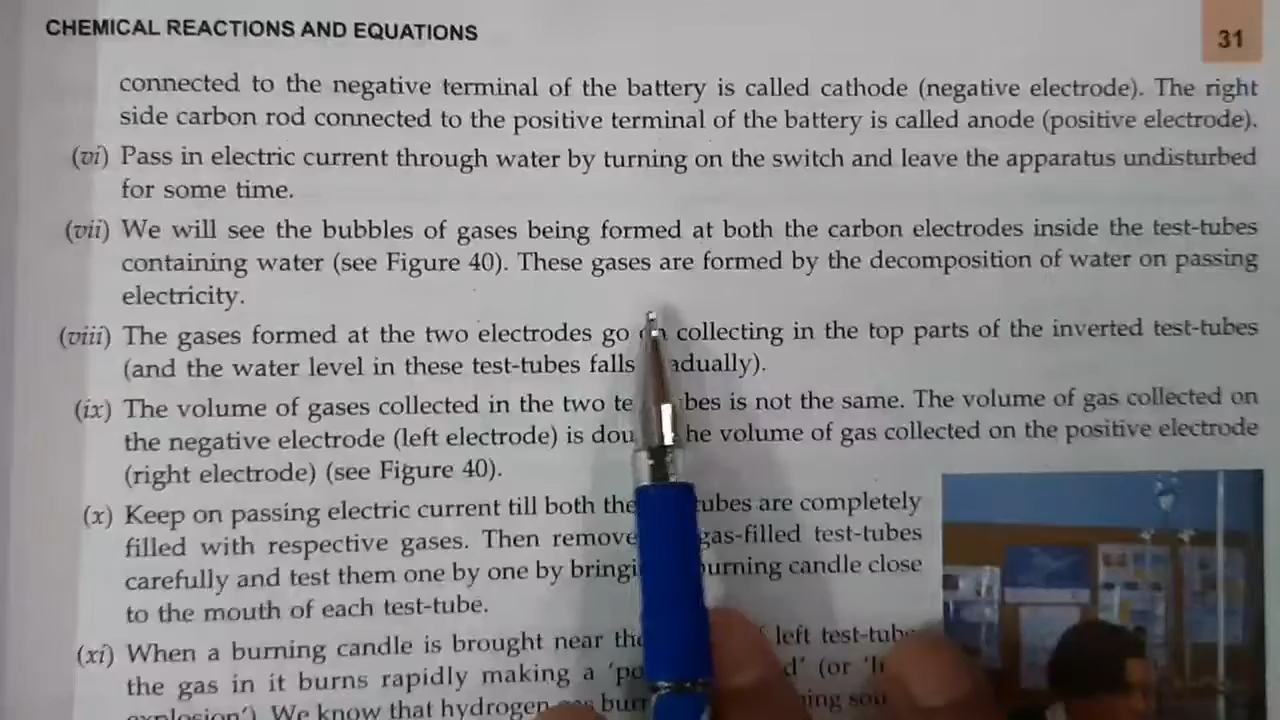 CHEMICAL REACTIONS AND EQUATIONS
31
connected to the negative terminal of the battery is called cathode (negative electrode). The right
side carbon rod connected to the positive terminal of the battery is called anode (positive electrode).
(vi) Pass in electric current through water by turning on the switch and leave the apparatus undisturbed
for some time.
(vii) We will see the bubbles of gases being formed at both the carbon electrodes inside the test-tubes
containing water (see Figure 40). These gases are formed by the decomposition of water on passing
electricity.
(viii) The gases formed at the two electrodes go collecting in the top parts of the inverted test-tubes
(and the water level in these test-tubes falls
(ix) The volume of gases collected in the two is not the same. The volume of gas collected on
the negative electrode (left electrode) is volume of gas collected on the positive electrode
(right electrode) (see Figure 40).
(x) Keep on passing electric current till both the are completely
filled with respective gases. Then remove gas-filled test-tubes
carefully and test them one by one by burning candle close
to the mouth of each test-tube.
(xi) When a burning candle is brought near left
the gas in it burns rapidly making a (or
explosion'). We know that hydrogen